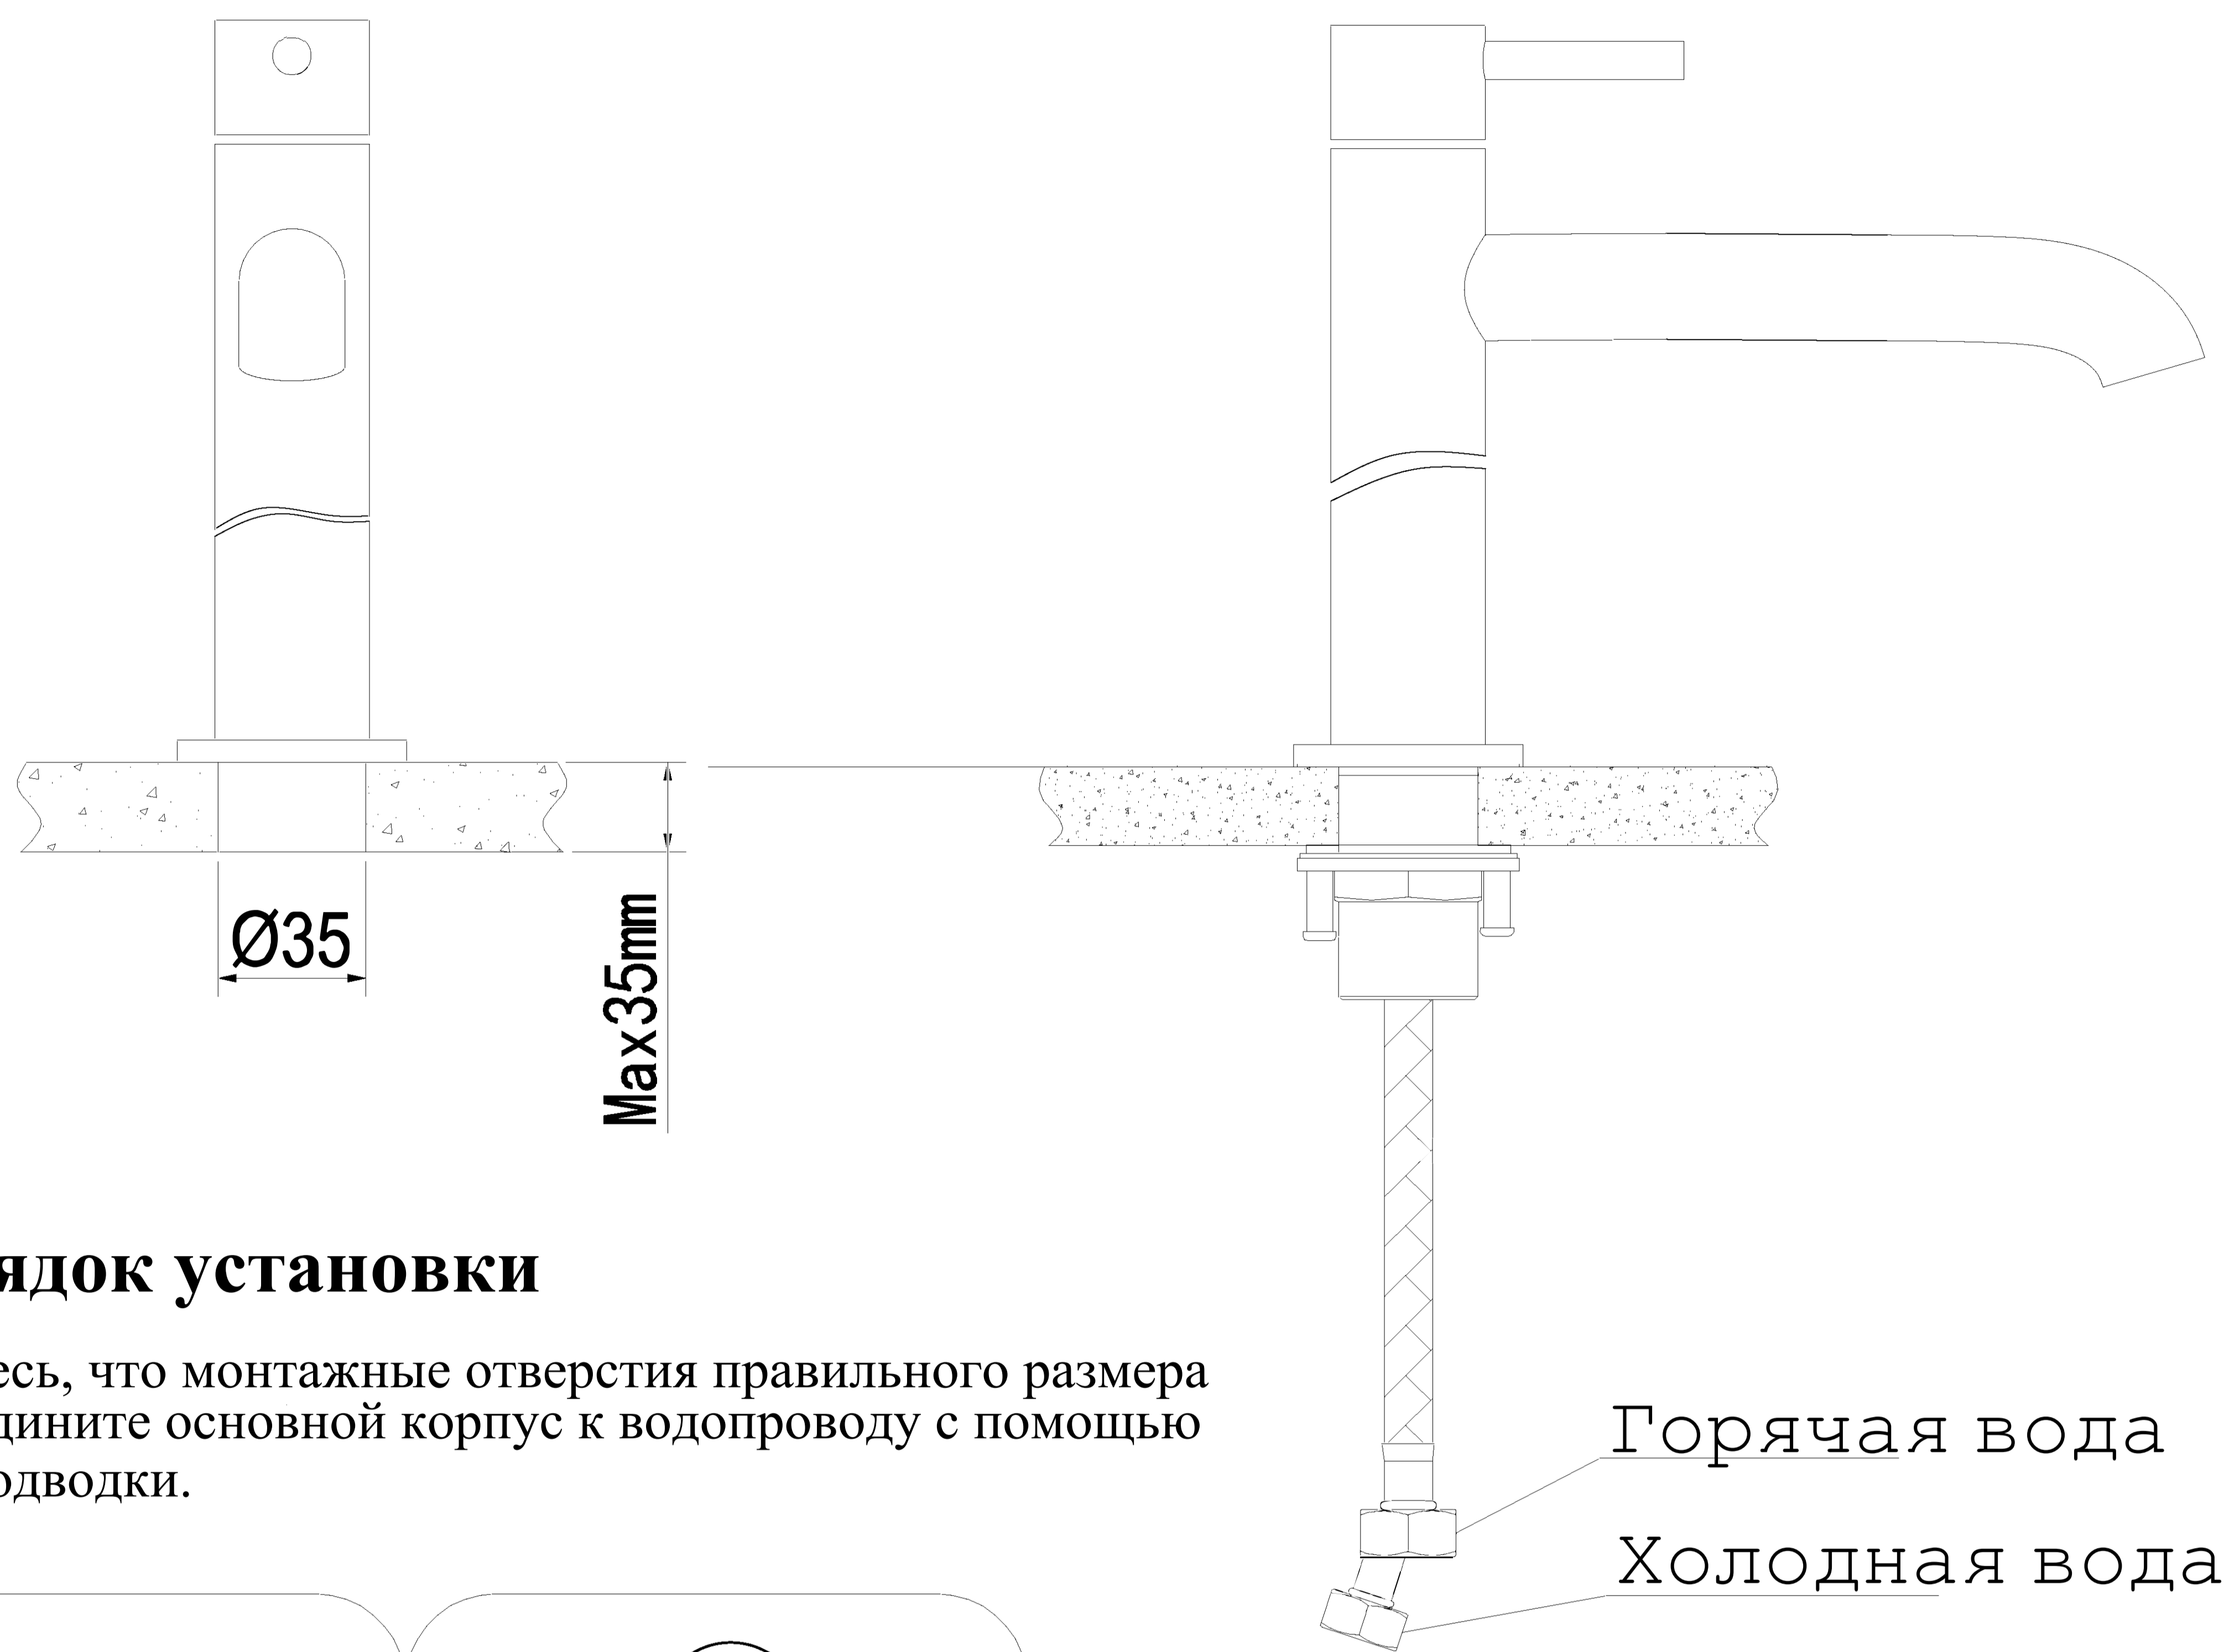 Ø35
Max35mm
ядок установки
есь, что монтажные отверстия правильного размера
дините основной корпус к водопроводу с помощью
одводки.
Горячая вода
Холодная вода